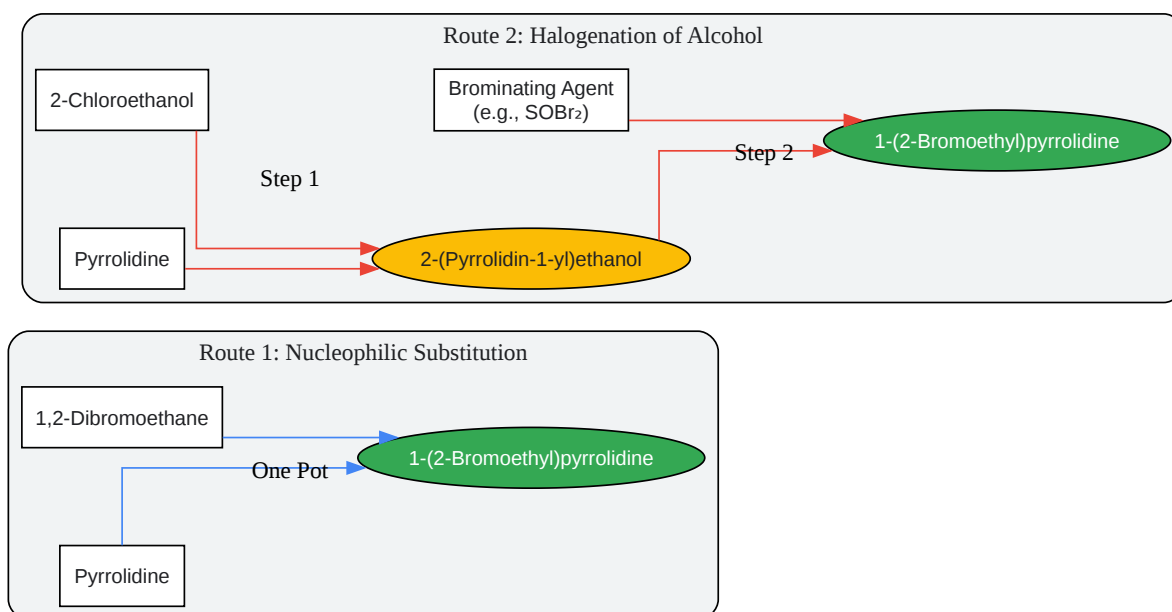 Route 2: Halogenation of Alcohol
2-Chloroethanol
Brominating Agent
(e.g., SOBr₂)
1-(2-Bromoethyl)pyrrolidine
Step 2
Step 1
Pyrrolidine
2-(Pyrrolidin-1-yl)ethanol
Route 1: Nucleophilic Substitution
1,2-Dibromoethane
1-(2-Bromoethyl)pyrrolidine
One Pot
Pyrrolidine